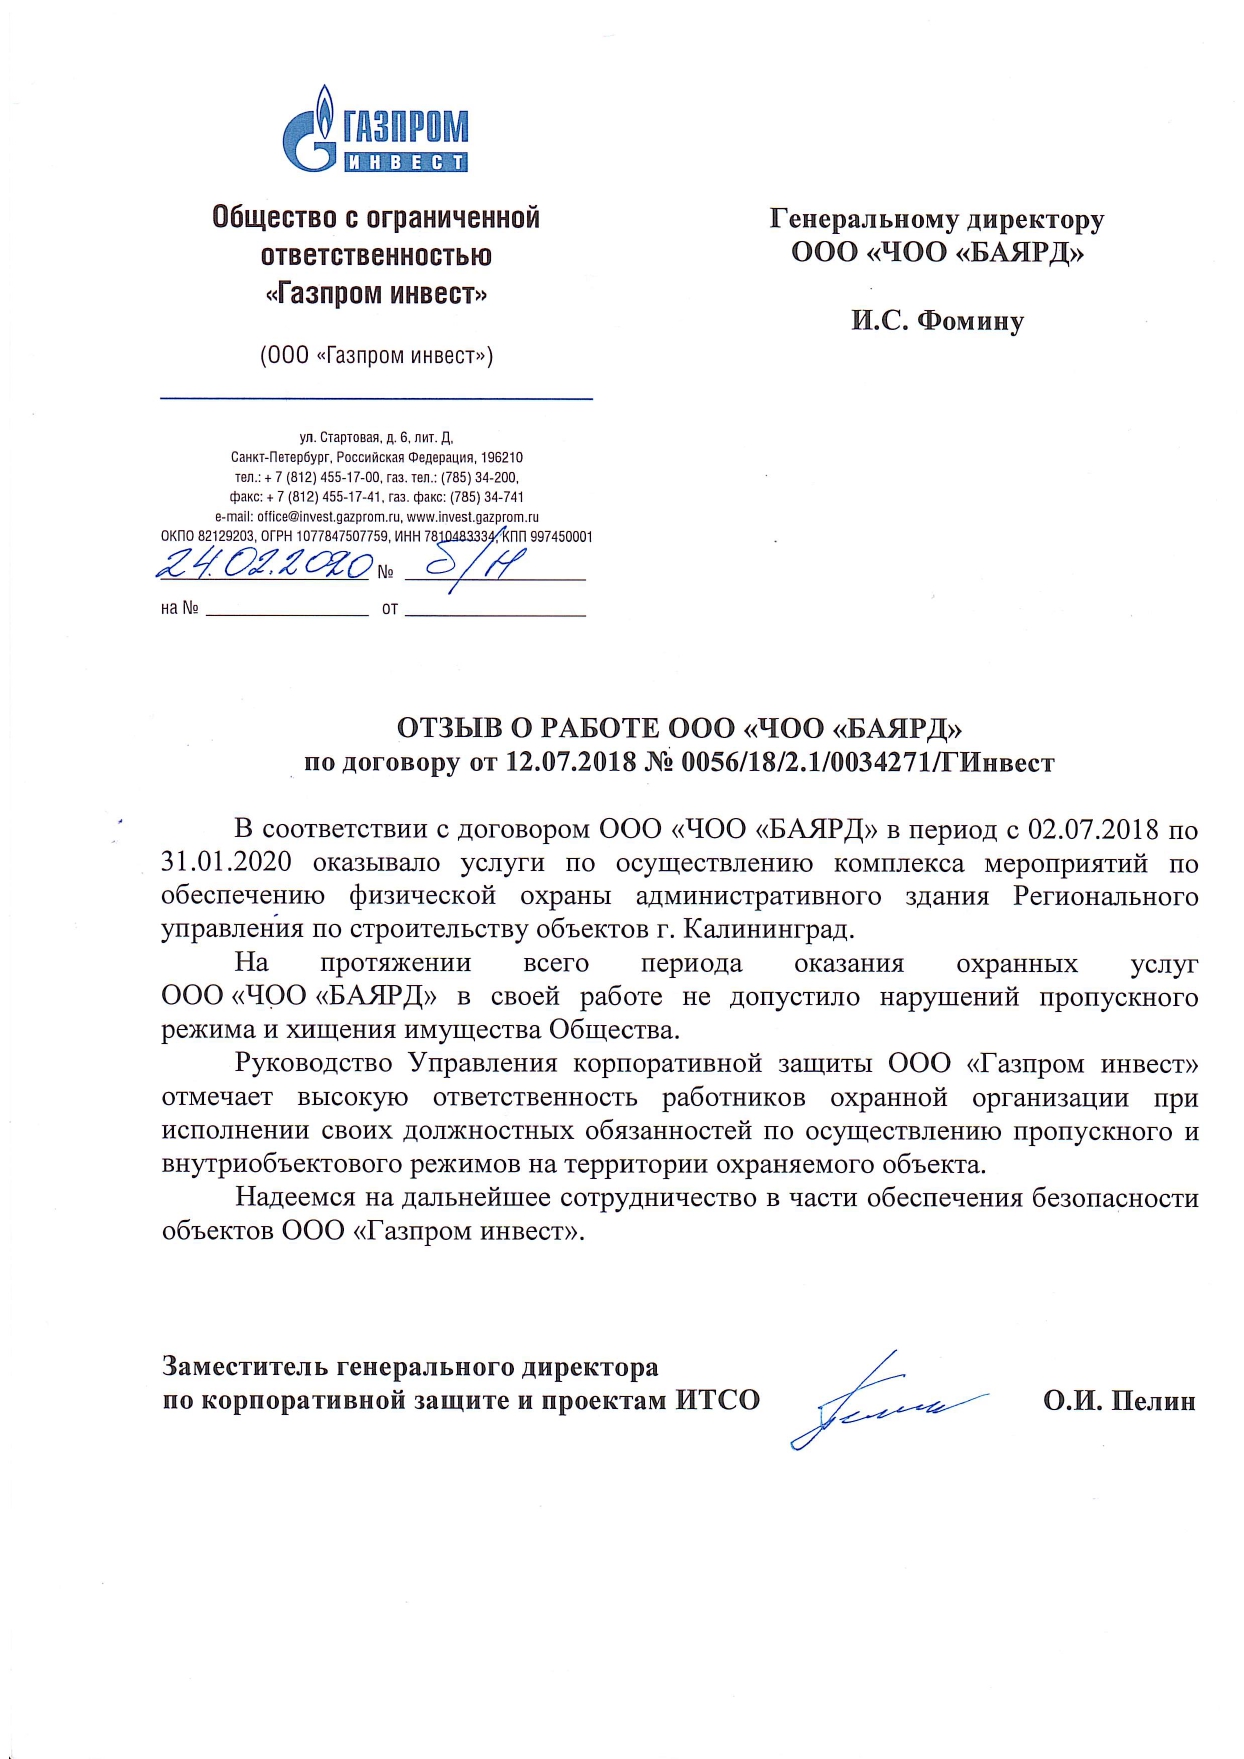 ГАЗПРОМ
ИНВЕСТ
Общество с ограниченной
ответственностью
«Газпром инвест»
(ООО «Газпром инвест»)
ул. Стартовая, д. 6, лит. Д,
Санкт-Петербург, Российская Федерация, 196210
тел.: + 7 (812) 455-17-00, газ. тел.: (785) 34-200,
факс: + 7 (812) 455-17-41, газ. факс: (785) 34-741
e-mail: office@invest.gazprom.ru, www.invest.gazprom.ru
ОКПО 82129203, ОГРН 1077847507759, ИНН 7810483334, КПП 997450001
24.02.2020 № б/н
на № от
Генеральному директору
ООО «ЧОО «БАЯРД»
И.С. Фомину
ОТЗЫВ О РАБОТЕ ООО «ЧОО «БАЯРД»
по договору от 12.07.2018 № 0056/18/2.1/0034271/ГИнвест
В соответствии с договором ООО «ЧОО «БАЯРД» в период с 02.07.2018 по
31.01.2020 оказывало услуги по осуществлению комплекса мероприятий по
обеспечению физической охраны административного здания Регионального
управления по строительству объектов г. Калининград.
На протяжении всего периода оказания охранных услуг
ООО «ЧОО «БАЯРД» в своей работе не допустило нарушений пропускного
режима и хищения имущества Общества.
Руководство Управления корпоративной защиты ООО «Газпром инвест»
отмечает высокую ответственность работников охранной организации при
исполнении своих должностных обязанностей по осуществлению пропускного и
внутриобъектового режимов на территории охраняемого объекта.
Надеемся на дальнейшее сотрудничество в части обеспечения безопасности
объектов ООО «Газпром инвест».
Заместитель генерального директора
по корпоративной защите и проектам ИТСО О.И. Пелин